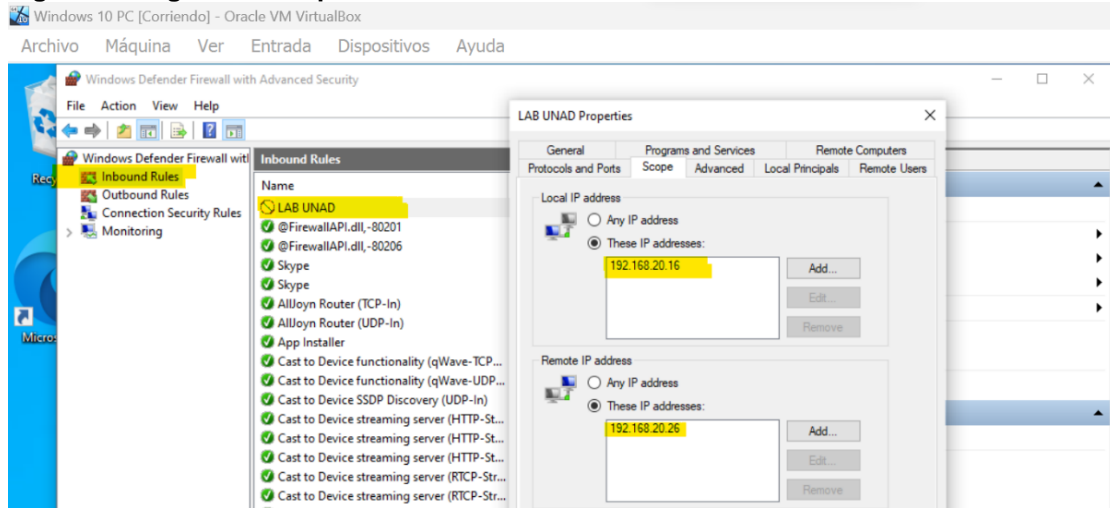 Windows 10 PC [Corriendo] - Oracle VM VirtualBox
Archivo Máquina Ver Entrada Dispositivos Ayuda
Windows Defender Firewall with Advanced Security
File Action View Help
Windows Defender Firewall witl
Inbound Rules
Outbound Rules
Connection Security Rules
Monitoring
Recy
Micro
Inbound Rules
Name
LAB UNAD
@FirewallAPI.dll,-80201
@FirewallAPI.dll,-80206
Skype
Skype
AllJoyn Router (TCP-In)
AllJoyn Router (UDP-In)
App Installer
Cast to Device functionality (qWave-TCP...
Cast to Device functionality (qWave-UDP...
Cast to Device SSDP Discovery (UDP-In)
Cast to Device streaming server (HTTP-St...
Cast to Device streaming server (HTTP-St...
Cast to Device streaming server (HTTP-St...
Cast to Device streaming server (RTCP-Str...
Cast to Device streaming server (RTCP-Str...
LAB UNAD Properties
General Programs and Services Remote Computers
Protocols and Ports Scope Advanced Local Principals Remote Users
Local IP address
Any IP address
These IP addresses:
192.168.20.16
Add...
Edit...
Remove
Remote IP address
Any IP address
These IP addresses:
192.168.20.26
Add...
Edit...
Remove